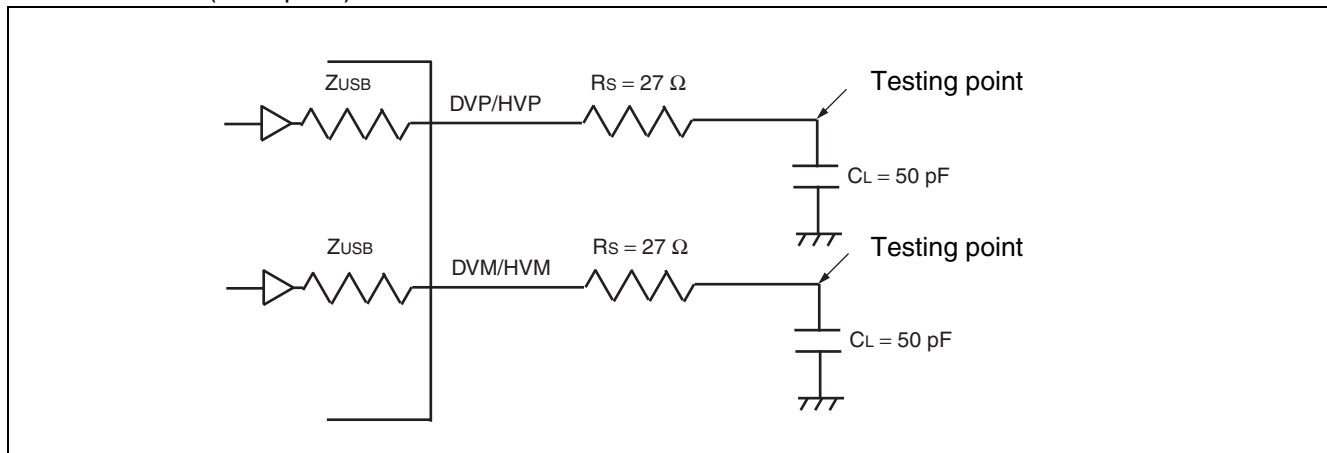 ZUSB
DVP/HVP
RS = 27 Ω
Testing point
CL = 50 pF
ZUSB
DVM/HVM
RS = 27 Ω
Testing point
CL = 50 pF